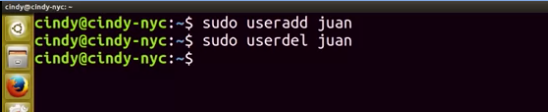 cindy@cindy-nyc: ~
cindy@cindy-nyc:~$ sudo useradd juan
cindy@cindy-nyc:~$ sudo userdel juan
cindy@cindy-nyc:~$